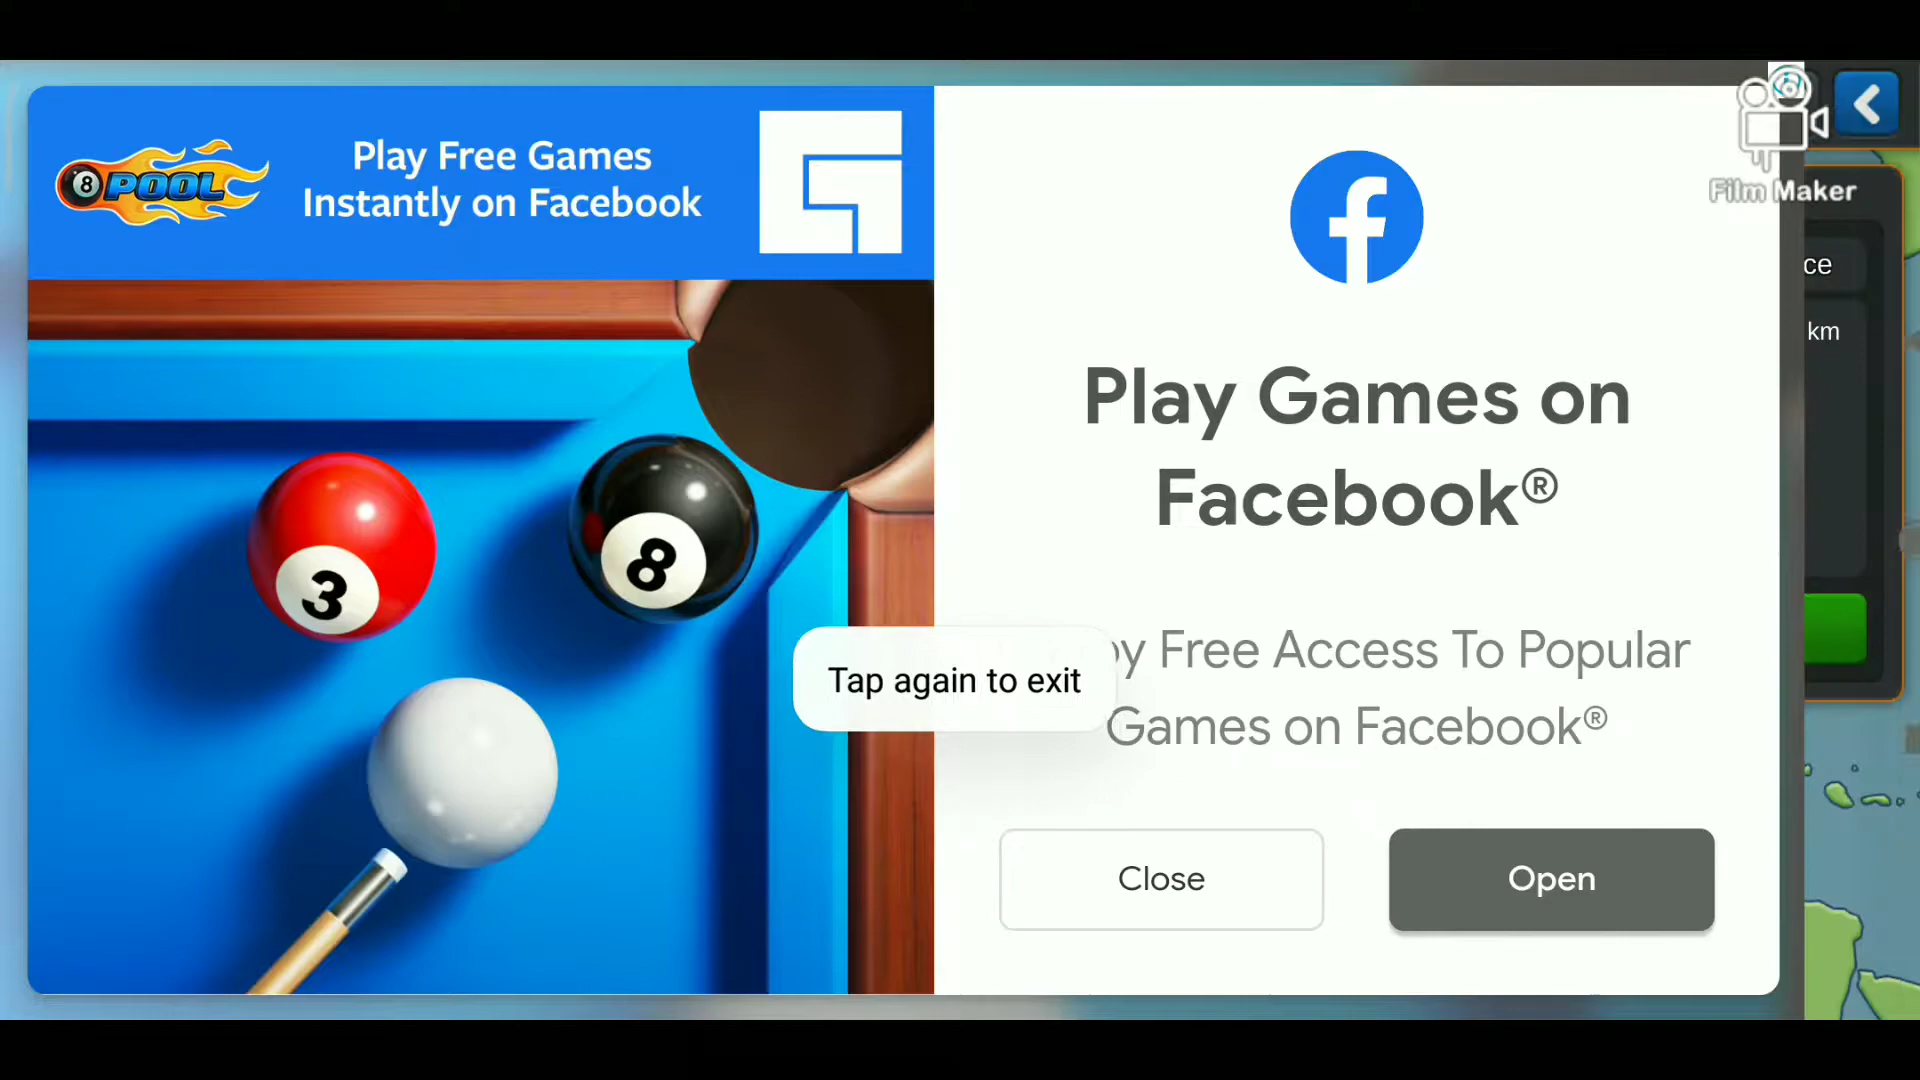 8 POOL
Play Free Games
Instantly on Facebook
Film Maker
Play Games on
Facebook®
3
8
Tap again to exit
oy Free Access To Popular
Games on Facebook®
Close
Open
ce
km